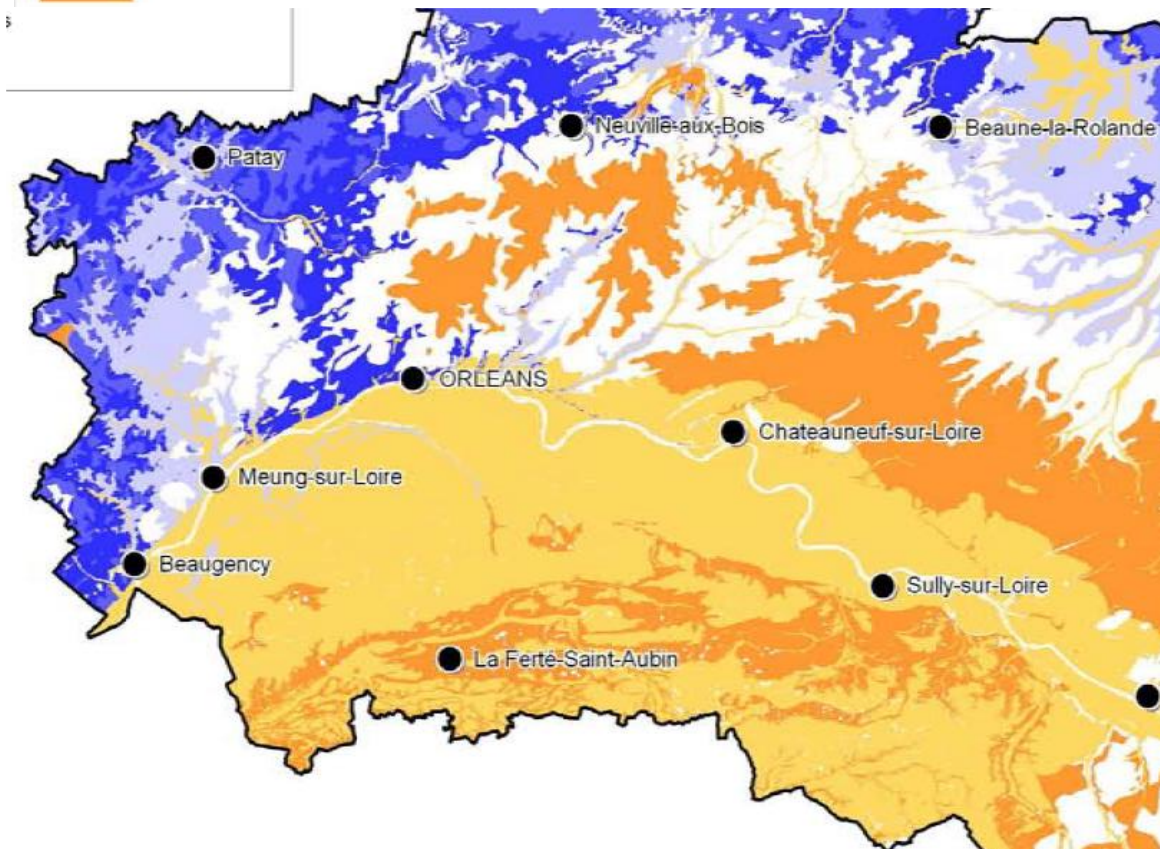 s
Neuville-aux-Bois
Beaune-la-Rolande
Patay
ORLEANS
Chateauneuf-sur-Loire
Meung-sur-Loire
Beaugency
Sully-sur-Loire
La Ferté-Saint-Aubin